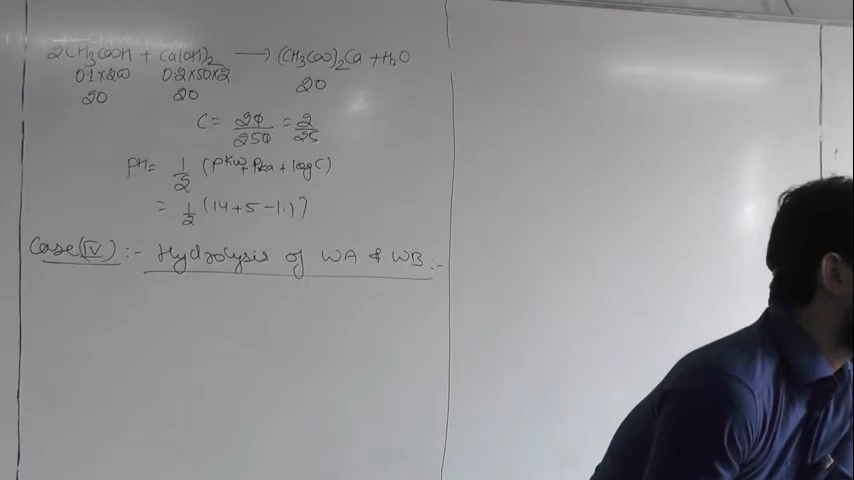 2CH₃COOH + Ca(OH)₂ ⟶ (CH₃COO)₂Ca + H₂O
0.1×200 0.2×50×2
20 20 20
C = 20/250 = 2/25
PH = 1/2 (PKw + Pka + log C)
= 1/2 (14 + 5 - 1.1)
Case (IV) :- Hydrolysis of WA & WB :-